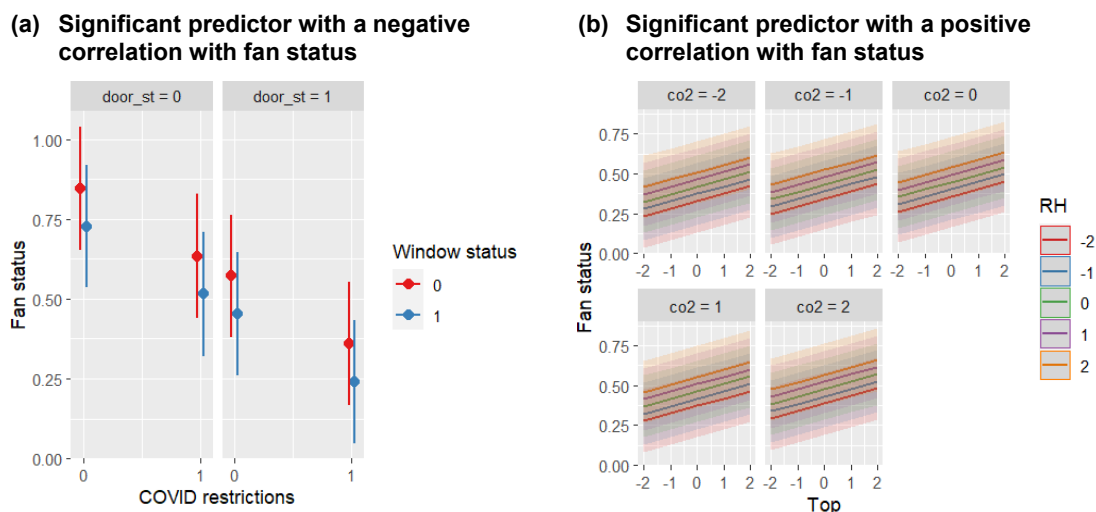 (a) Significant predictor with a negative
correlation with fan status
door_st = 0
door_st = 1
1.00
0.75
0.50
0.25
0.00
Fan status
0
1
0
1
COVID restrictions
Window status
0
1
(b) Significant predictor with a positive
correlation with fan status
co2 = -2
co2 = -1
co2 = 0
0.75
0.50
0.25
0.00
-2 -1 0 1 2
-2 -1 0 1 2
-2 -1 0 1 2
Fan status
co2 = 1
co2 = 2
0.75
0.50
0.25
0.00
-2 -1 0 1 2
-2 -1 0 1 2
Top
RH
-2
-1
0
1
2